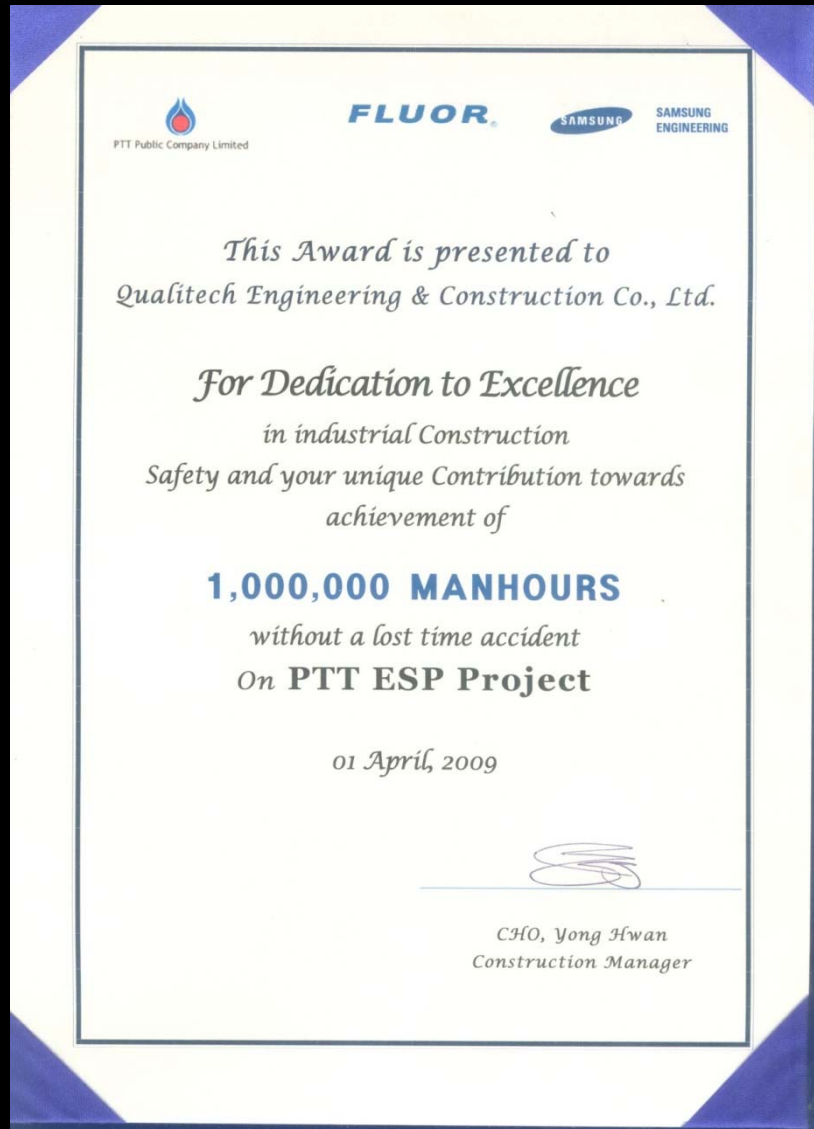 PTT Public Company Limited
FLUOR®
SAMSUNG
SAMSUNG
ENGINEERING
This Award is presented to
Qualitech Engineering & Construction Co., Ltd.
For Dedication to Excellence
in industrial Construction
Safety and your unique Contribution towards
achievement of
1,000,000 MANHOURS
without a lost time accident
On PTT ESP Project
01 April, 2009
CHO, Yong Hwan
Construction Manager